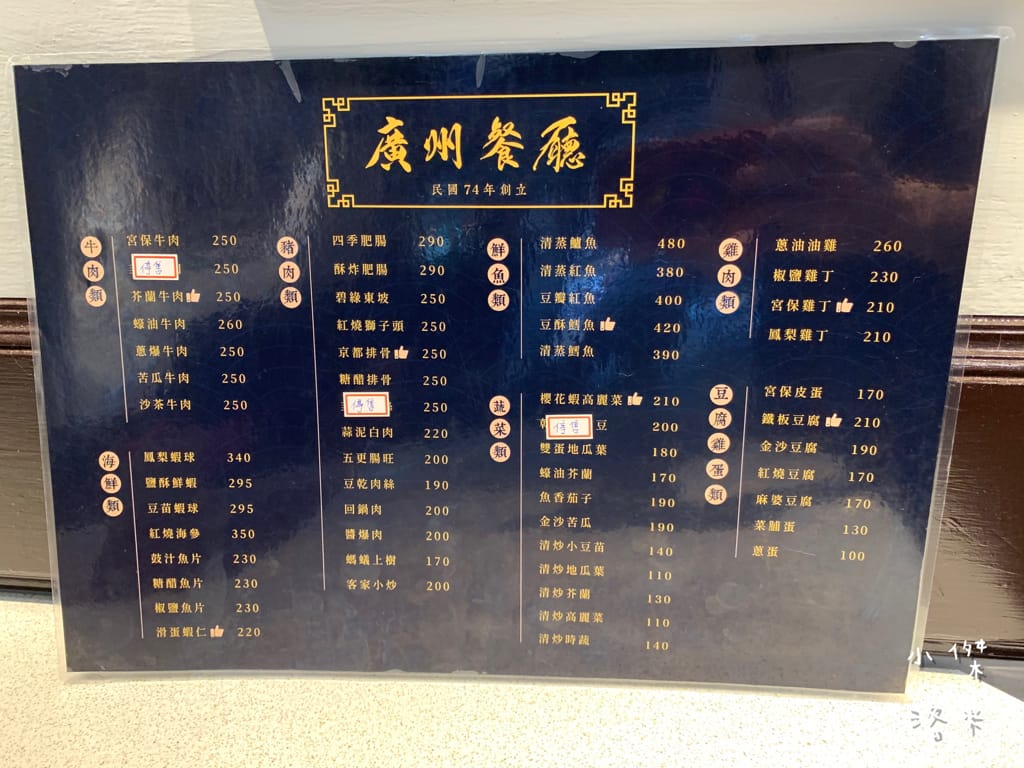 廣州餐廳
民國74年創立
牛肉類
宮保牛肉 250
停售 250
芥蘭牛肉 250
蠔油牛肉 260
蔥爆牛肉 250
苦瓜牛肉 250
沙茶牛肉 250
海鮮類
鳳梨蝦球 340
鹽酥鮮蝦 295
豆苗蝦球 295
紅燒海參 350
豉汁魚片 230
糖醋魚片 230
椒鹽魚片 230
滑蛋蝦仁 220
豬肉類
四季肥腸 290
酥炸肥腸 290
碧綠東坡 250
紅燒獅子頭 250
京都排骨 250
糖醋排骨 250
停售 250
蒜泥白肉 220
五更腸旺 200
豆乾肉絲 190
回鍋肉 200
醬爆肉 200
螞蟻上樹 170
客家小炒 200
鮮魚類
清蒸鱸魚 480
清蒸紅魚 380
豆瓣紅魚 400
豆酥鱈魚 420
清蒸鱈魚 390
蔬菜類
櫻花蝦高麗菜 210
停售 豆 200
雙蛋地瓜葉 180
蠔油芥蘭 170
魚香茄子 190
金沙苦瓜 190
清炒小豆苗 140
清炒地瓜葉 110
清炒芥蘭 130
清炒高麗菜 110
清炒時蔬 140
雞肉類
蔥油油雞 260
椒鹽雞丁 230
宮保雞丁 210
鳳梨雞丁 210
豆腐雞蛋類
宮保皮蛋 170
鐵板豆腐 210
金沙豆腐 190
紅燒豆腐 170
麻婆豆腐 170
菜脯蛋 130
蔥蛋 100